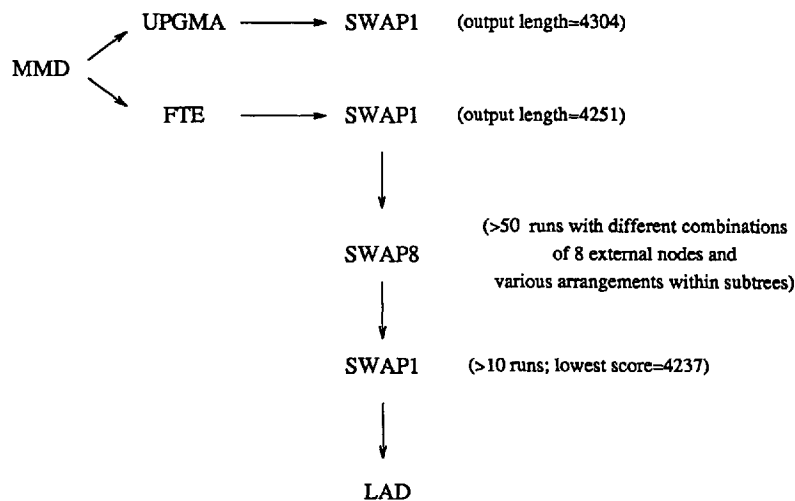 UPGMA SWAP1 (output length=4304)
MMD
FTE SWAP1 (output length=4251)
(>50 runs with different combinations
SWAP8 of 8 external nodes and
various arrangements within subtrees)
SWAP1 (>10 runs; lowest score=4237)
LAD